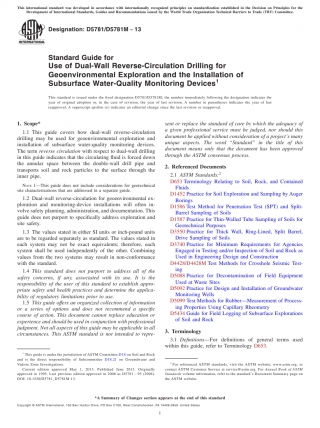 This international standard was developed in accordance with internationally recognized principles on standardization established in the Decision on Principles for the
Development of International Standards, Guides and Recommendations issued by the World Trade Organization Technical Barriers to Trade (TBT) Committee.
Designation: D5781/D5781M − 13
Standard Guide for
Use of Dual-Wall Reverse-Circulation Drilling for
Geoenvironmental Exploration and the Installation of
Subsurface Water-Quality Monitoring Devices1
This standard is issued under the fixed designation D5781/D5781M; the number immediately following the designation indicates the
year of original adoption or, in the case of revision, the year of last revision. A number in parentheses indicates the year of last
reapproval. A superscript epsilon (ε) indicates an editorial change since the last revision or reapproval.
1. Scope*
1.1 This guide covers how dual-wall reverse-circulation
drilling may be used for geoenvironmental exploration and
installation of subsurface water-quality monitoring devices.
The term reverse circulation with respect to dual-wall drilling
in this guide indicates that the circulating fluid is forced down
the annular space between the double-wall drill pipe and
transports soil and rock particles to the surface through the
inner pipe.
NOTE 1—This guide does not include considerations for geotechnical
site characterizations that are addressed in a separate guide.
1.2 Dual-wall reverse-circulation for geoenvironmental ex-
ploration and monitoring-device installations will often in-
volve safety planning, administration, and documentation. This
guide does not purport to specifically address exploration and
site safety.
1.3 The values stated in either SI units or inch-pound units
are to be regarded separately as standard. The values stated in
each system may not be exact equivalents; therefore, each
system shall be used independently of the other. Combining
values from the two systems may result in non-conformance
with the standard.
1.4 This standard does not purport to address all of the
safety concerns, if any, associated with its use. It is the
responsibility of the user of this standard to establish appro-
priate safety and health practices and determine the applica-
bility of regulatory limitations prior to use.
1.5 This guide offers an organized collection of information
or a series of options and does not recommend a specific
course of action. This document cannot replace education or
experience and should be used in conjunction with professional
judgment. Not all aspects of this guide may be applicable in all
circumstances. This ASTM standard is not intended to repre-
1 This guide is under the jurisdiction of ASTM Committee D18 on Soil and Rock
and is the direct responsibility of Subcommittee D18.21 on Groundwater and
Vadose Zone Investigations.
Current edition approved May 1, 2013. Published June 2013. Originally
approved in 1995. Last previous edition approved in 2006 as D5781 – 95 (2006).
DOI: 10.1520/D5781_D5781M-13.
sent or replace the standard of care by which the adequacy of
a given professional service must be judged, nor should this
document be applied without consideration of a project's many
unique aspects. The word "Standard" in the title of this
document means only that the document has been approved
through the ASTM consensus process.
2. Referenced Documents
2.1 ASTM Standards:2
D653 Terminology Relating to Soil, Rock, and Contained
Fluids
D1452 Practice for Soil Exploration and Sampling by Auger
Borings
D1586 Test Method for Penetration Test (SPT) and Split-
Barrel Sampling of Soils
D1587 Practice for Thin-Walled Tube Sampling of Soils for
Geotechnical Purposes
D3550 Practice for Thick Wall, Ring-Lined, Split Barrel,
Drive Sampling of Soils
D3740 Practice for Minimum Requirements for Agencies
Engaged in Testing and/or Inspection of Soil and Rock as
Used in Engineering Design and Construction
D4428/D4428M Test Methods for Crosshole Seismic Test-
ing
D5088 Practice for Decontamination of Field Equipment
Used at Waste Sites
D5092 Practice for Design and Installation of Groundwater
Monitoring Wells
D5099 Test Methods for Rubber—Measurement of Process-
ing Properties Using Capillary Rheometry
D5434 Guide for Field Logging of Subsurface Explorations
of Soil and Rock
3. Terminology
3.1 Definitions—For definitions of general terms used
within this guide, refer to Terminology D653.
2 For referenced ASTM standards, visit the ASTM website, www.astm.org, or
contact ASTM Customer Service at service@astm.org. For Annual Book of ASTM
Standards volume information, refer to the standard's Document Summary page on
the ASTM website.
*A Summary of Changes section appears at the end of this standard
Copyright © ASTM International, 100 Barr Harbor Drive, PO Box C700, West Conshohocken, PA 19428-2959. United States
1